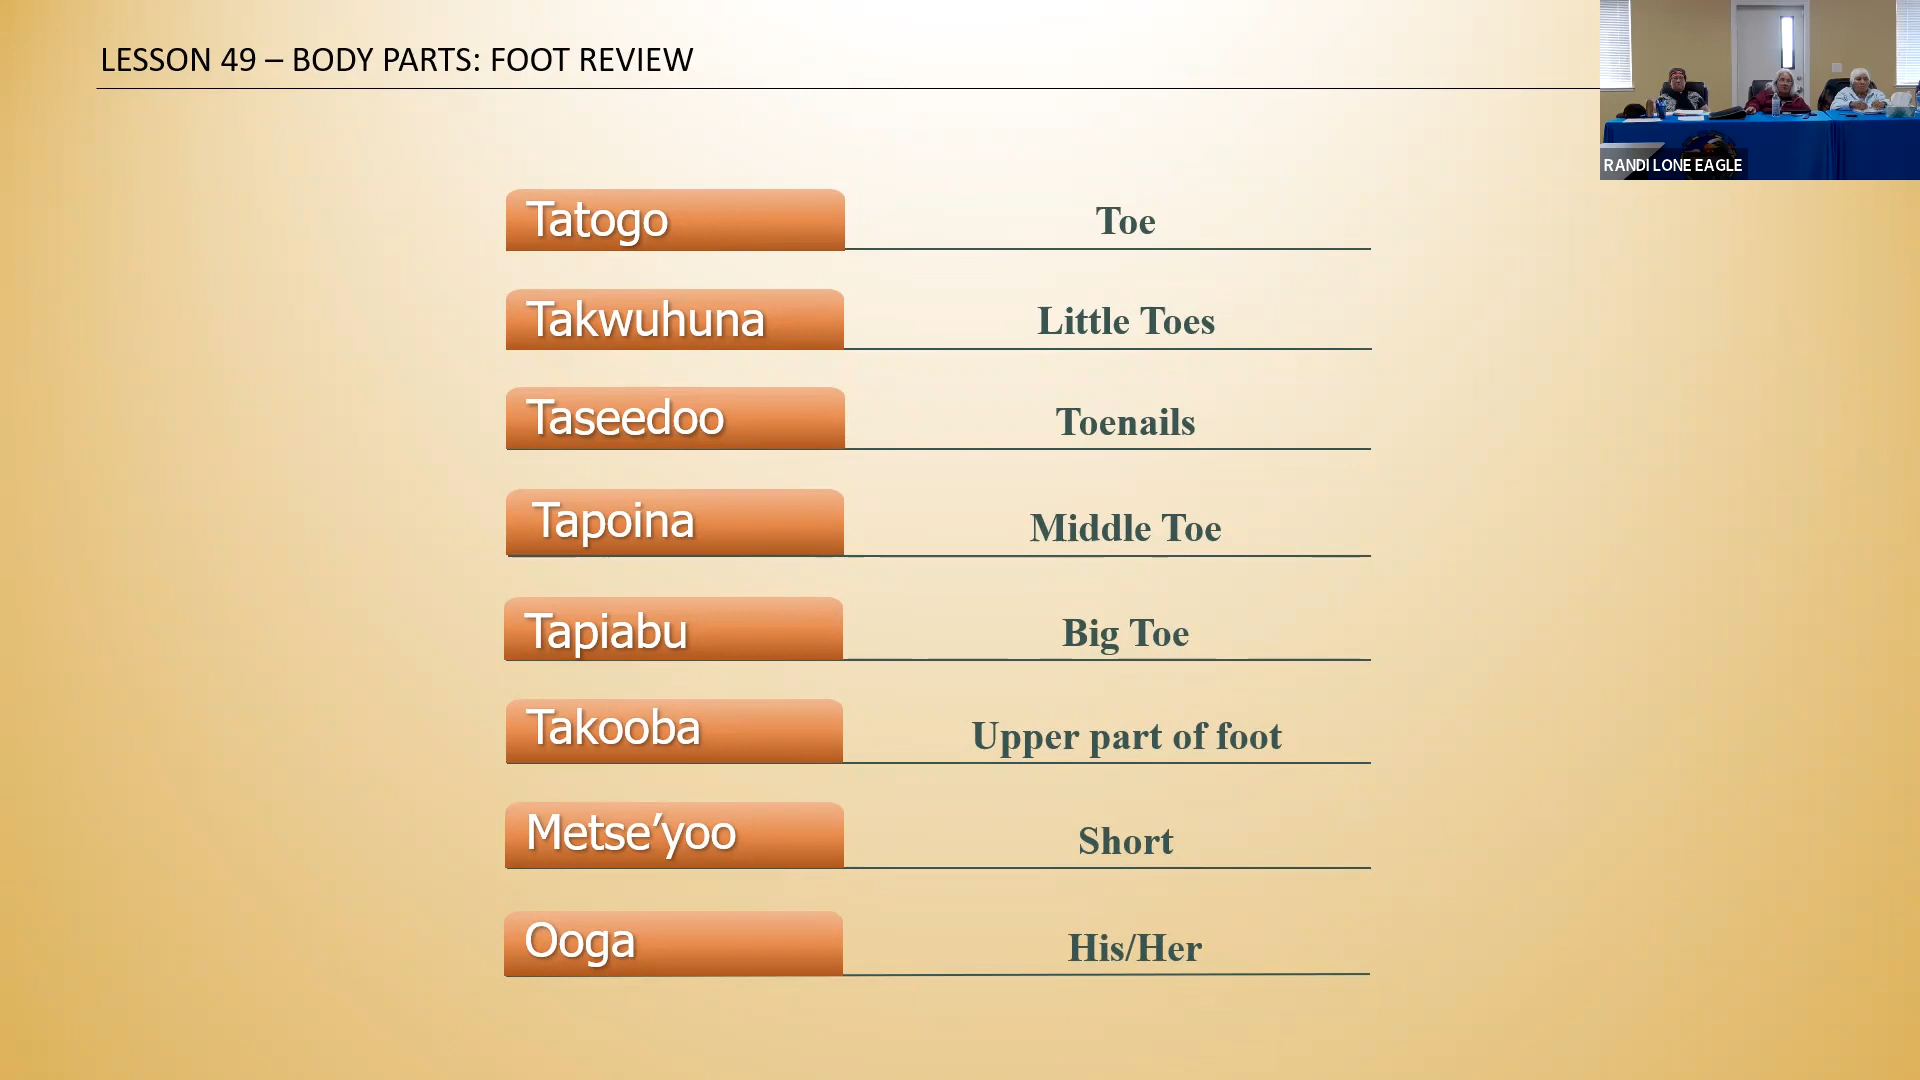 LESSON 49 – BODY PARTS: FOOT REVIEW
RANDI LONE EAGLE
Tatogo Toe
Takwuhuna Little Toes
Taseedoo Toenails
Tapoina Middle Toe
Tapiabu Big Toe
Takooba Upper part of foot
Metse’yoo Short
Ooga His/Her